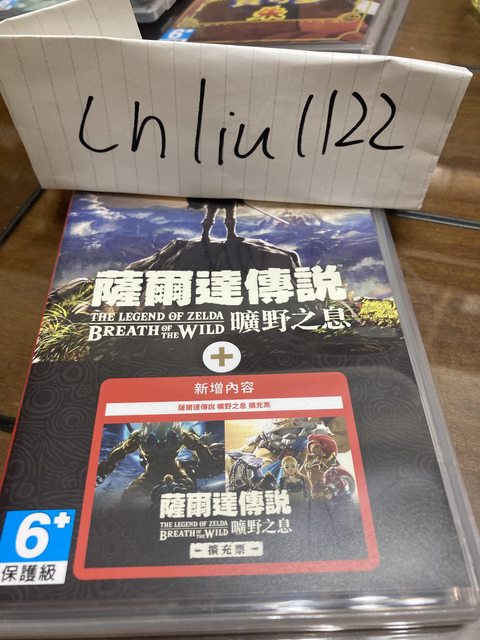 Lhliu1122
薩爾達傳說
THE LEGEND OF ZELDA
BREATH OF THE WILD 曠野之息
+
新增內容
薩爾達傳說 曠野之息 擴充票
薩爾達傳說
THE LEGEND OF ZELDA
BREATH OF THE WILD 曠野之息
擴充票
6+
保護級
6+